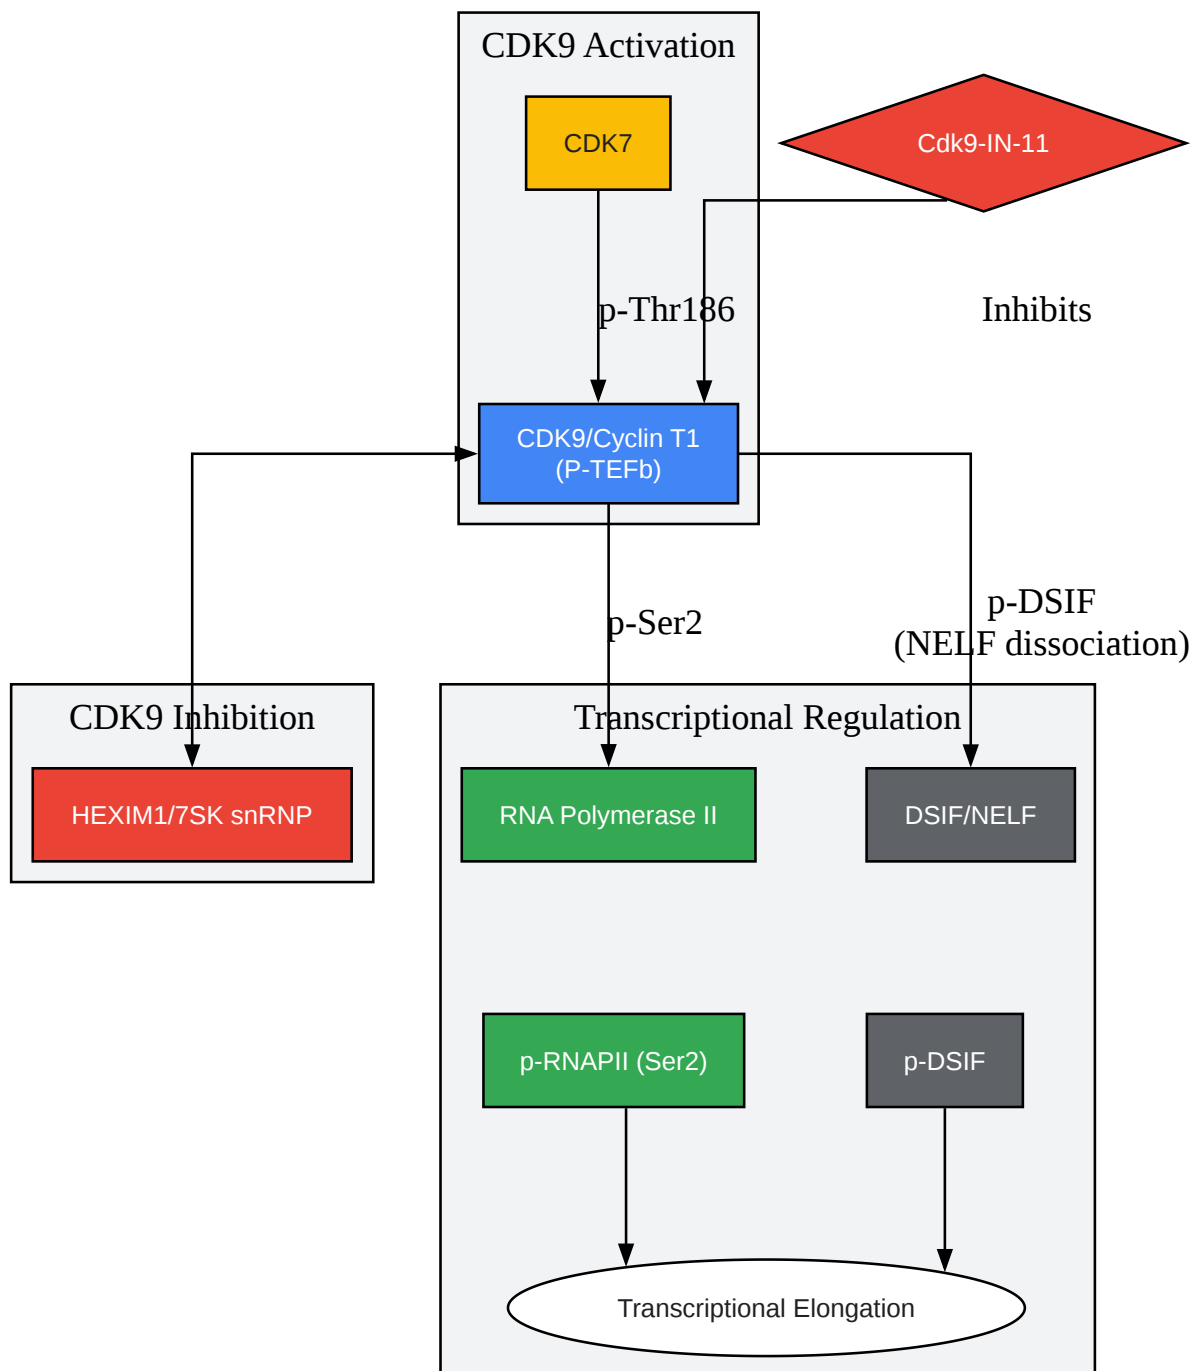 CDK9 Activation
CDK7
Cdk9-IN-11
p-Thr186
Inhibits
CDK9/Cyclin T1
(P-TEFb)
p-Ser2
p-DSIF
(NELF dissociation)
CDK9 Inhibition
Transcriptional Regulation
HEXIM1/7SK snRNP
RNA Polymerase II
DSIF/NELF
p-RNAPII (Ser2)
p-DSIF
Transcriptional Elongation